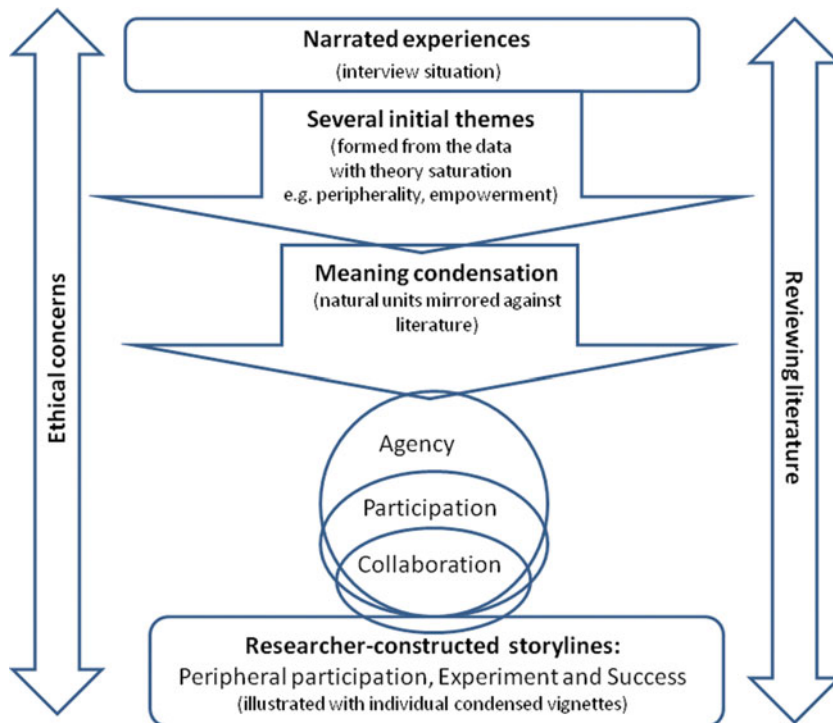 Narrated experiences
(interview situation)
Several initial themes
(formed from the data
with theory saturation
e.g. peripherality, empowerment)
Meaning condensation
(natural units mirrored against
literature)
Ethical concerns
Reviewing literature
Agency
Participation
Collaboration
Researcher-constructed storylines:
Peripheral participation, Experiment and Success
(illustrated with individual condensed vignettes)